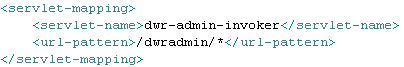 <servlet-mapping>
    <servlet-name>dwr-admin-invoker</servlet-name>
    <url-pattern>/dwradmin/*</url-pattern>
</servlet-mapping>